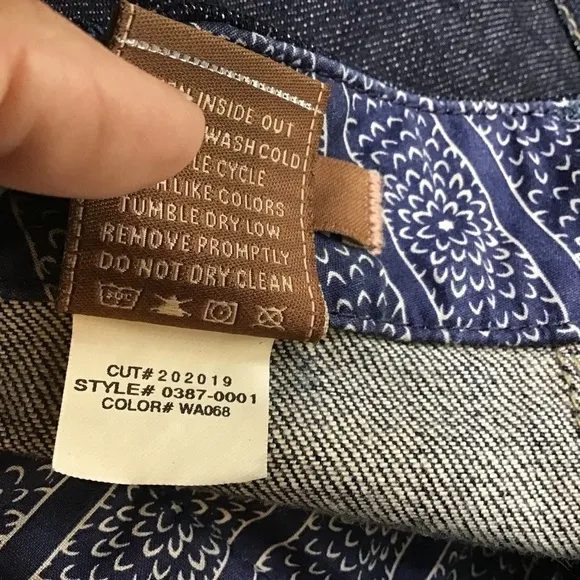 INSIDE OUT
WASH COLD
CYCLE
LIKE COLORS
TUMBLE DRY LOW
REMOVE PROMPTLY
DO NOT DRY CLEAN
CUT# 202019
STYLE# 0387-0001
COLOR# WA068